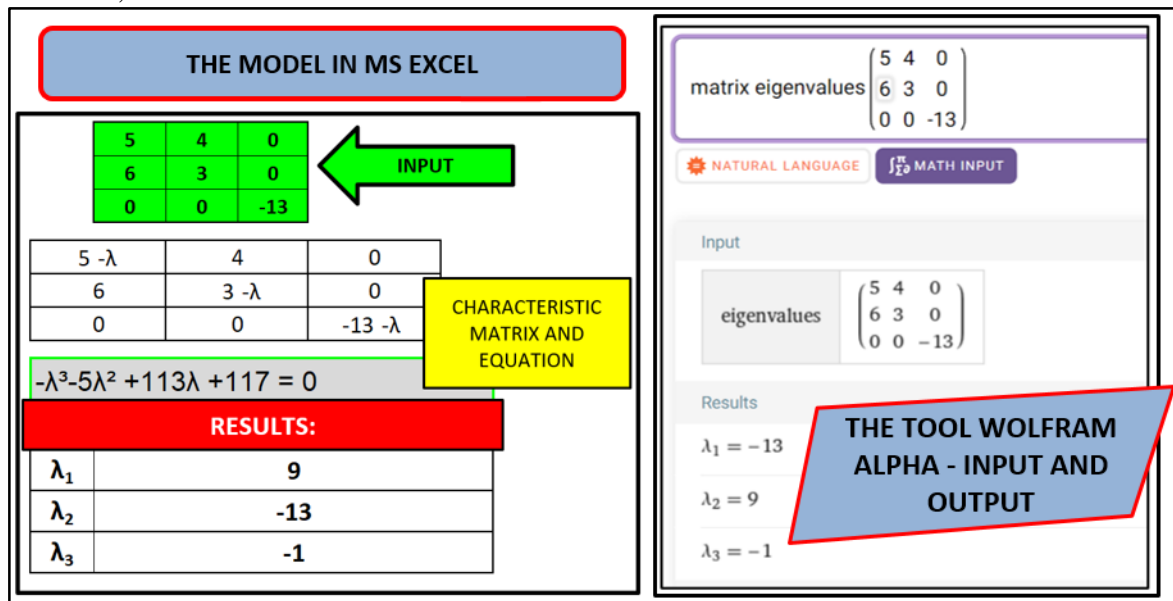 THE MODEL IN MS EXCEL
5 4 0
6 3 0
0 0 -13
INPUT
5 -λ 4 0
6 3 -λ 0
0 0 -13 -λ
CHARACTERISTIC
MATRIX AND
EQUATION
-λ³-5λ² +113λ +117 = 0
RESULTS:
λ₁ 9
λ₂ -13
λ₃ -1
matrix eigenvalues
5 4 0
6 3 0
0 0 -13
NATURAL LANGUAGE
∫Σ∂π MATH INPUT
Input
eigenvalues
5 4 0
6 3 0
0 0 -13
Results
λ₁ = -13
λ₂ = 9
λ₃ = -1
THE TOOL WOLFRAM
ALPHA - INPUT AND
OUTPUT